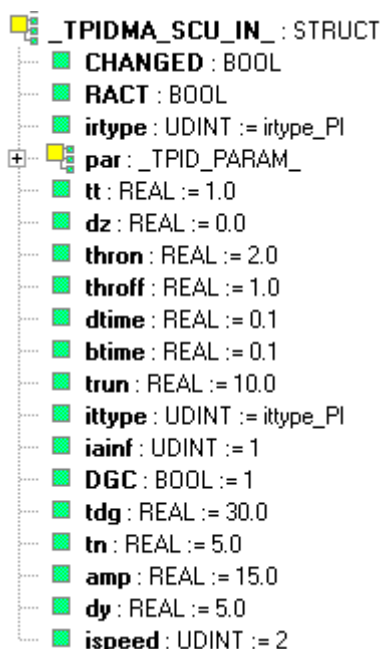 _TPIDMA_SCU_IN_ : STRUCT
CHANGED : BOOL
RACT : BOOL
irtype : UDINT := irtype_PI
par : _TPID_PARAM_
tt : REAL := 1.0
dz : REAL := 0.0
thron : REAL := 2.0
throff : REAL := 1.0
dtime : REAL := 0.1
btime : REAL := 0.1
trun : REAL := 10.0
ittype : UDINT := ittype_PI
iainf : UDINT := 1
DGC : BOOL := 1
tdg : REAL := 30.0
tn : REAL := 5.0
amp : REAL := 15.0
dy : REAL := 5.0
ispeed : UDINT := 2